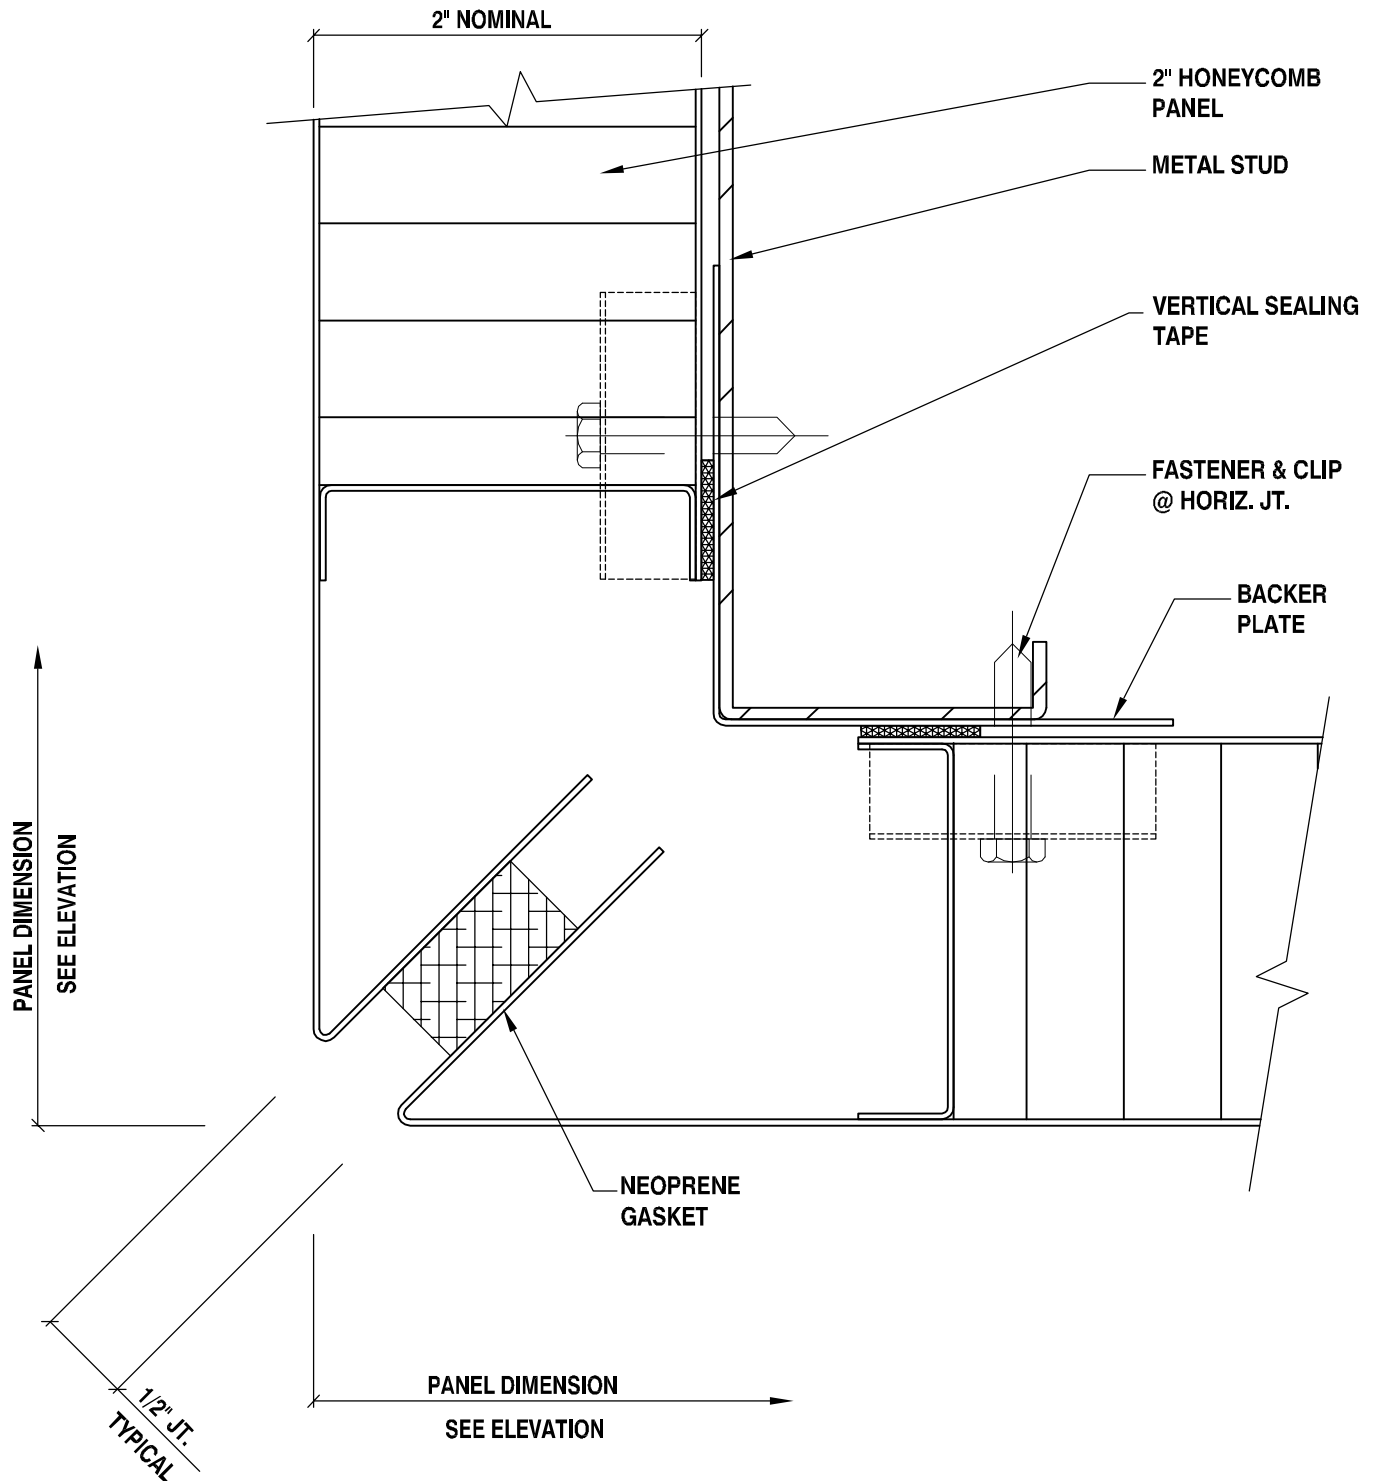 2" NOMINAL
2" HONEYCOMB
PANEL
METAL STUD
VERTICAL SEALING
TAPE
FASTENER & CLIP
@ HORIZ. JT.
BACKER
PLATE
PANEL DIMENSION
SEE ELEVATION
NEOPRENE
GASKET
PANEL DIMENSION
SEE ELEVATION
1/2" JT.
TYPICAL